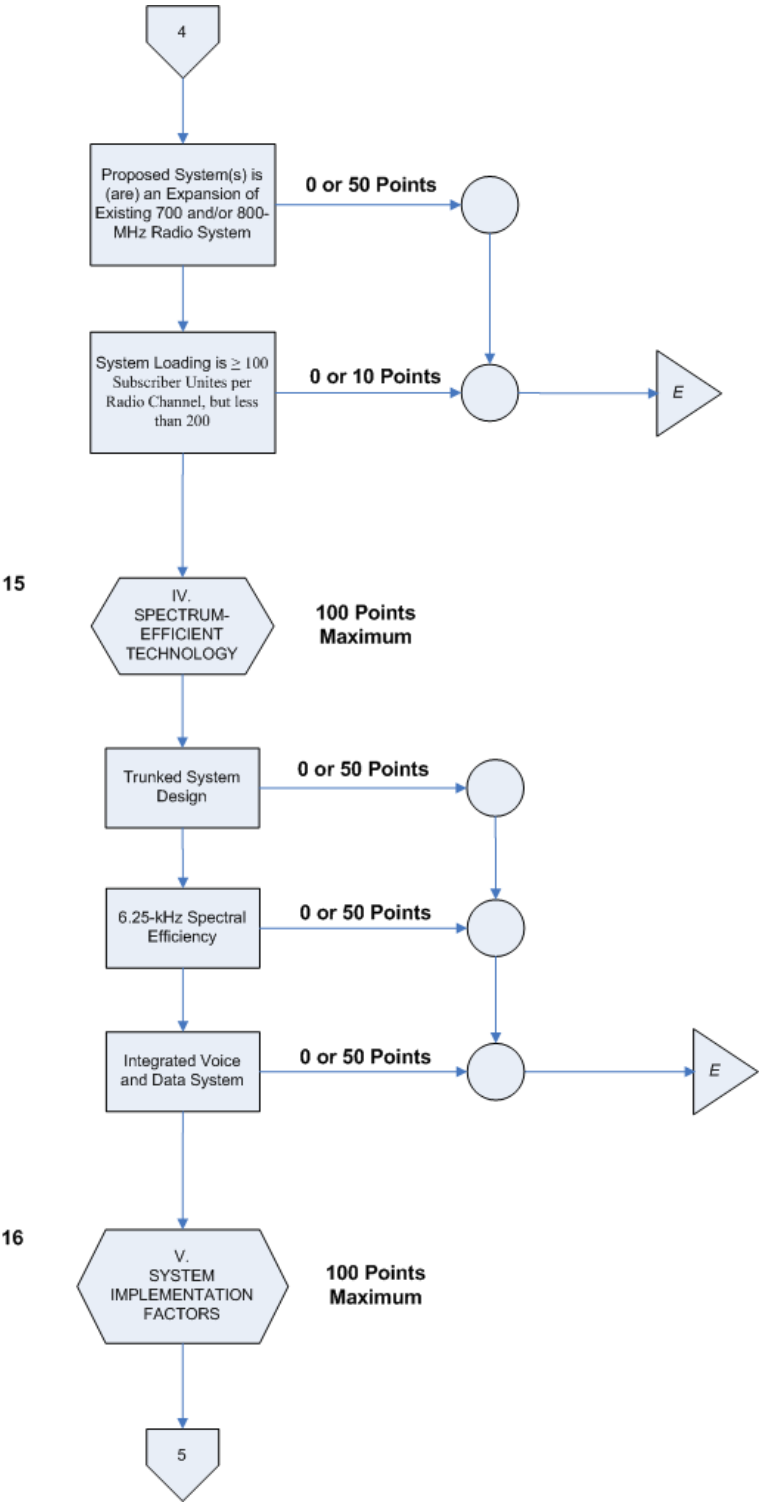 4
Proposed System(s) is
(are) an Expansion of
Existing 700 and/or 800-
MHz Radio System
0 or 50 Points
System Loading is ≥ 100
Subscriber Unites per
Radio Channel, but less
than 200
0 or 10 Points
E
15
IV.
SPECTRUM-
EFFICIENT
TECHNOLOGY
100 Points
Maximum
Trunked System
Design
0 or 50 Points
6.25-kHz Spectral
Efficiency
0 or 50 Points
Integrated Voice
and Data System
0 or 50 Points
E
16
V.
SYSTEM
IMPLEMENTATION
FACTORS
100 Points
Maximum
5